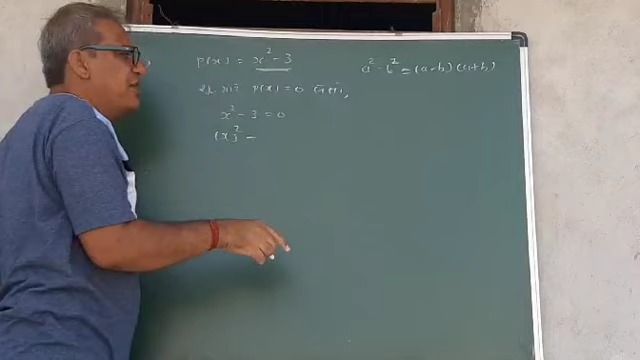 p(x) = x² - 3
a² - b² = (a - b) (a + b)
p(x) = 0
x² - 3 = 0
(x)² -